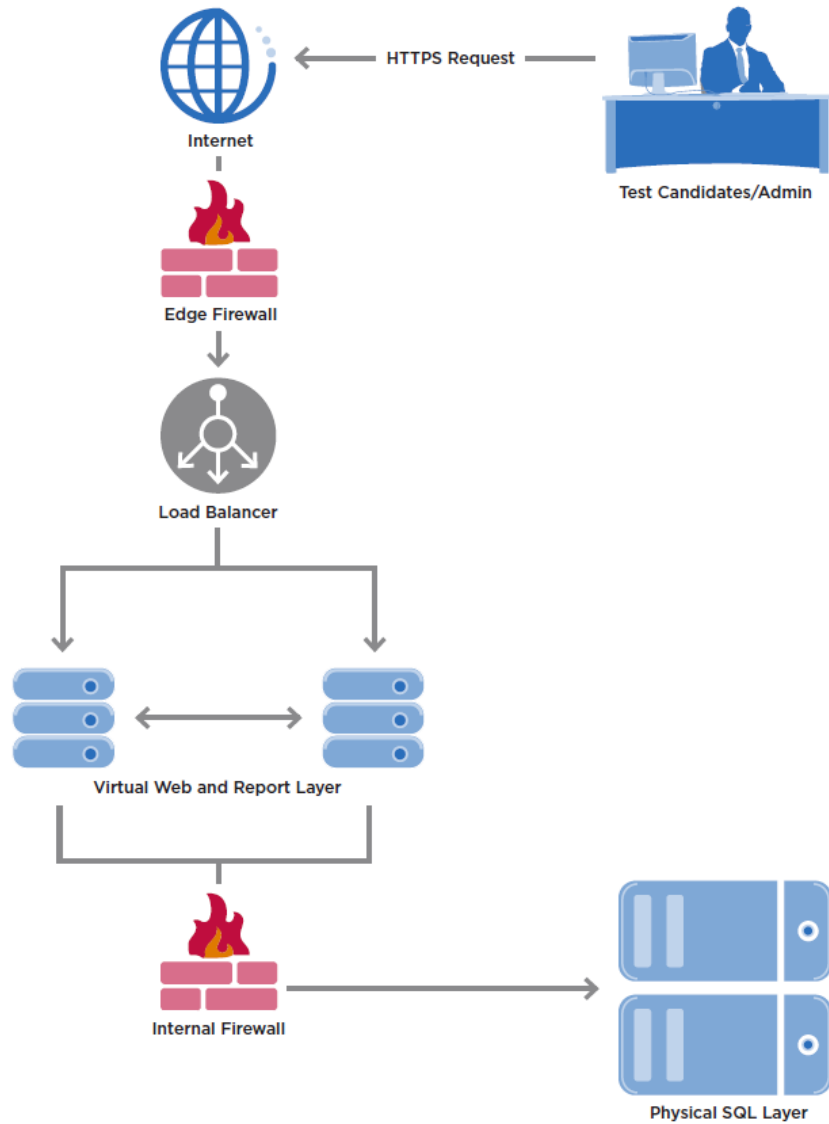 HTTPS Request
Internet
Test Candidates/Admin
Edge Firewall
Load Balancer
Virtual Web and Report Layer
Internal Firewall
Physical SQL Layer